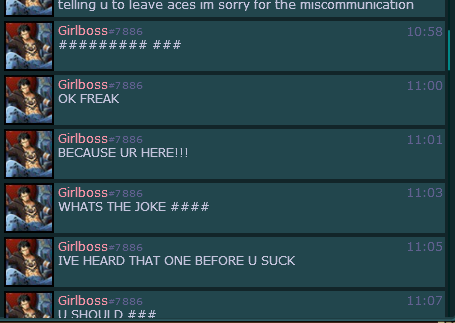 telling u to leave aces im sorry for the miscommunication
Girlboss#7886 10:58
######### ###
Girlboss#7886 11:00
OK FREAK
Girlboss#7886 11:01
BECAUSE UR HERE!!!
Girlboss#7886 11:03
WHATS THE JOKE ####
Girlboss#7886 11:05
IVE HEARD THAT ONE BEFORE U SUCK
Girlboss#7886 11:07
U SHOULD ###